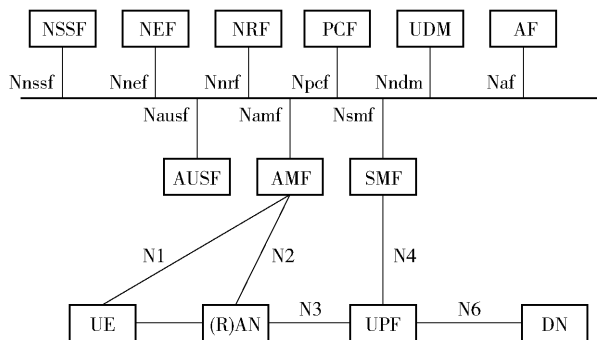 NSSF NEF NRF PCF UDM AF
Nnssf Nnef Nnrf Npcf Nndm Naf
Nausf Namf Nsmf
AUSF AMF SMF
N1 N2 N4
N3 N6
UE (R)AN UPF DN